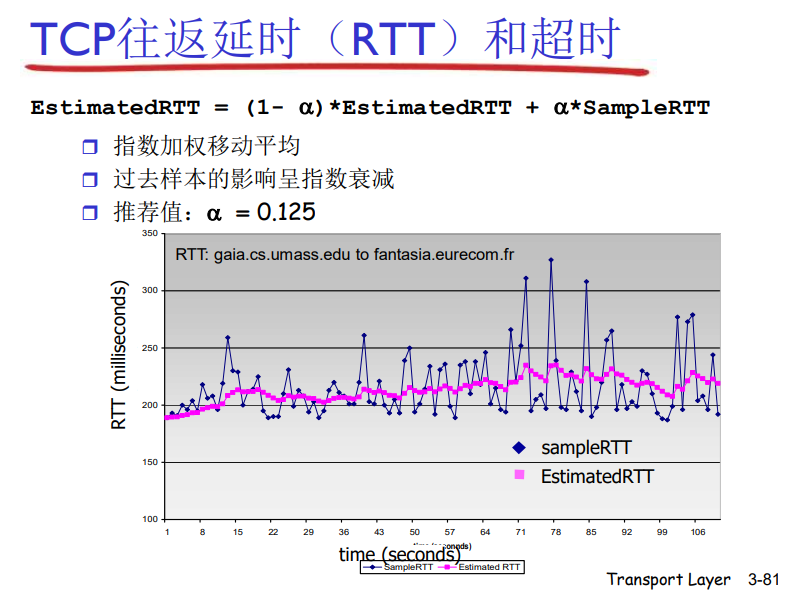 TCP往返延时（RTT）和超时
EstimatedRTT = (1- α)*EstimatedRTT + α*SampleRTT
指数加权移动平均
过去样本的影响呈指数衰减
推荐值：α = 0.125
RTT: gaia.cs.umass.edu to fantasia.eurecom.fr
RTT (milliseconds)
350
300
250
200
150
100
sampleRTT
EstimatedRTT
1 8 15 22 29 36 43 50 57 64 71 78 85 92 99 106
time (seconds)
SampleRTT Estimated RTT
Transport Layer 3-81